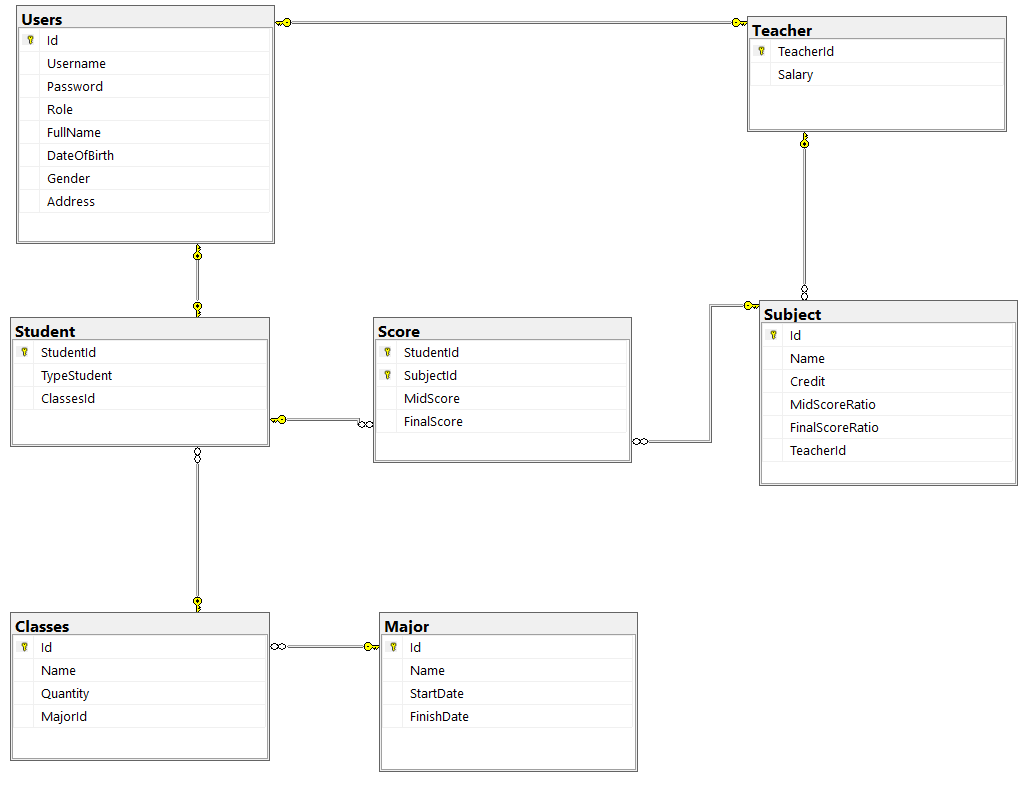 Users
Id
Username
Password
Role
FullName
DateOfBirth
Gender
Address
Teacher
TeacherId
Salary
Student
StudentId
TypeStudent
ClassesId
Score
StudentId
SubjectId
MidScore
FinalScore
Subject
Id
Name
Credit
MidScoreRatio
FinalScoreRatio
TeacherId
Classes
Id
Name
Quantity
MajorId
Major
Id
Name
StartDate
FinishDate